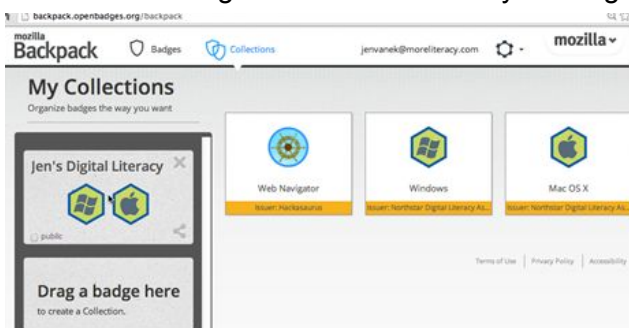 backpack.openbadges.org/backpack
mozilla
Backpack
Badges
Collections
jenvanek@moreliteracy.com
mozilla
My Collections
Organize badges the way you want
Jen's Digital Literacy
public
Drag a badge here
to create a Collection.
Web Navigator
Issuer: Hackasaurus
Windows
Issuer: Northstar Digital Literacy As...
Mac OS X
Issuer: Northstar Digital Literacy As...
Terms of Use | Privacy Policy | Accessibility